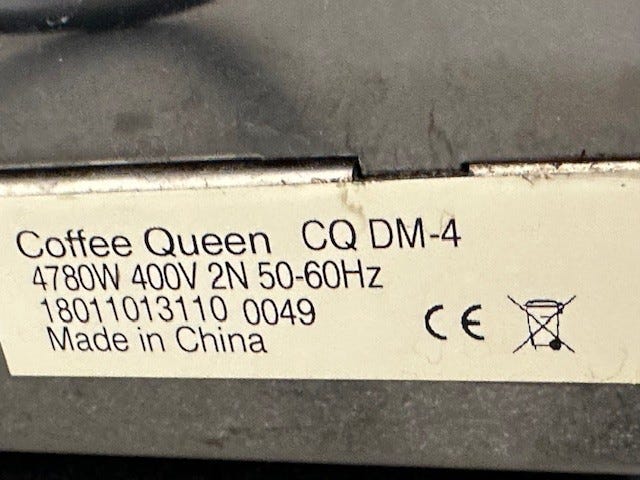 Coffee Queen CQ DM-4
4780W 400V 2N 50-60Hz
18011013110 0049
Made in China
CE